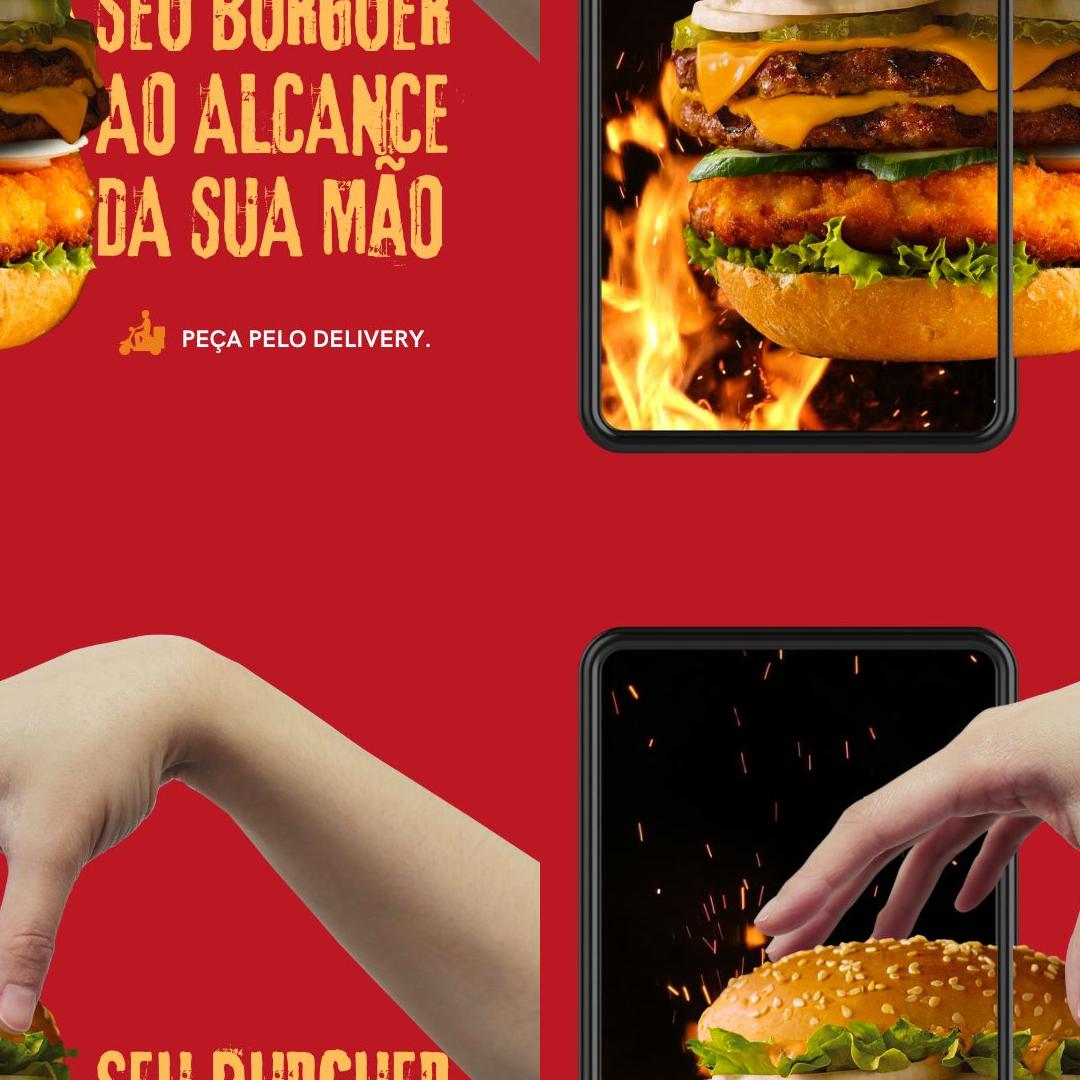 SEU BURGUER
AO ALCANCE
DA SUA MÃO
PEÇA PELO DELIVERY.
SEU BURGUER